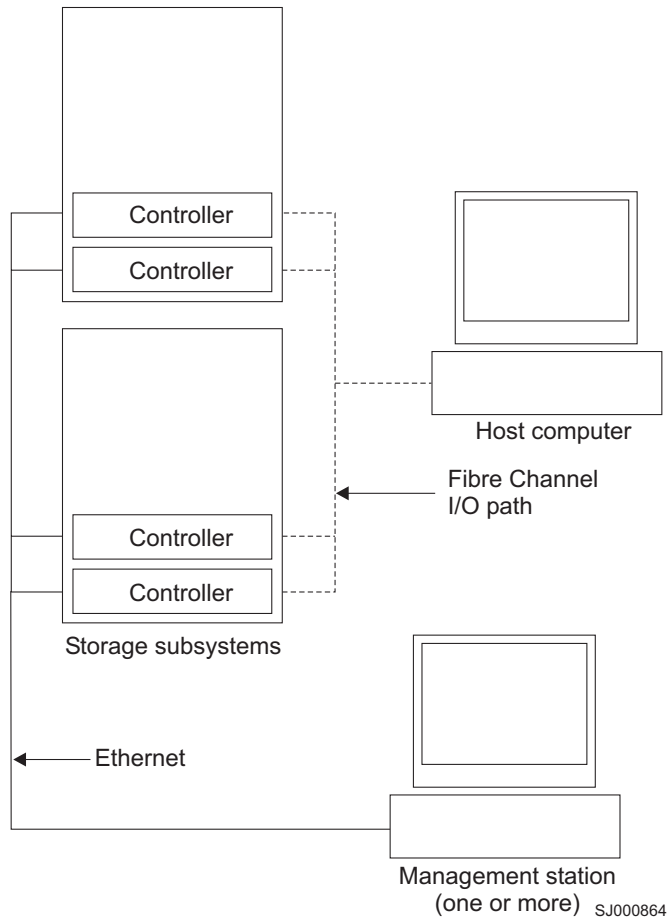 Controller
Controller
Host computer
Fibre Channel
I/O path
Controller
Controller
Storage subsystems
Ethernet
Management station
(one or more)
SJ000864